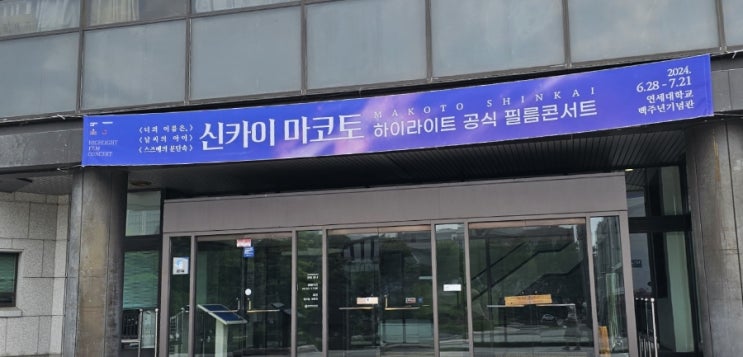 HIGHLIGHT
FILM
CONCERT
《너의 이름은.》
《날씨의 아이》
《스즈메의 문단속》
신카이 마코토
MAKOTO SHINKAI
하이라이트 공식 필름콘서트
2024.
6.28 - 7.21
연세대학교
백주년기념관